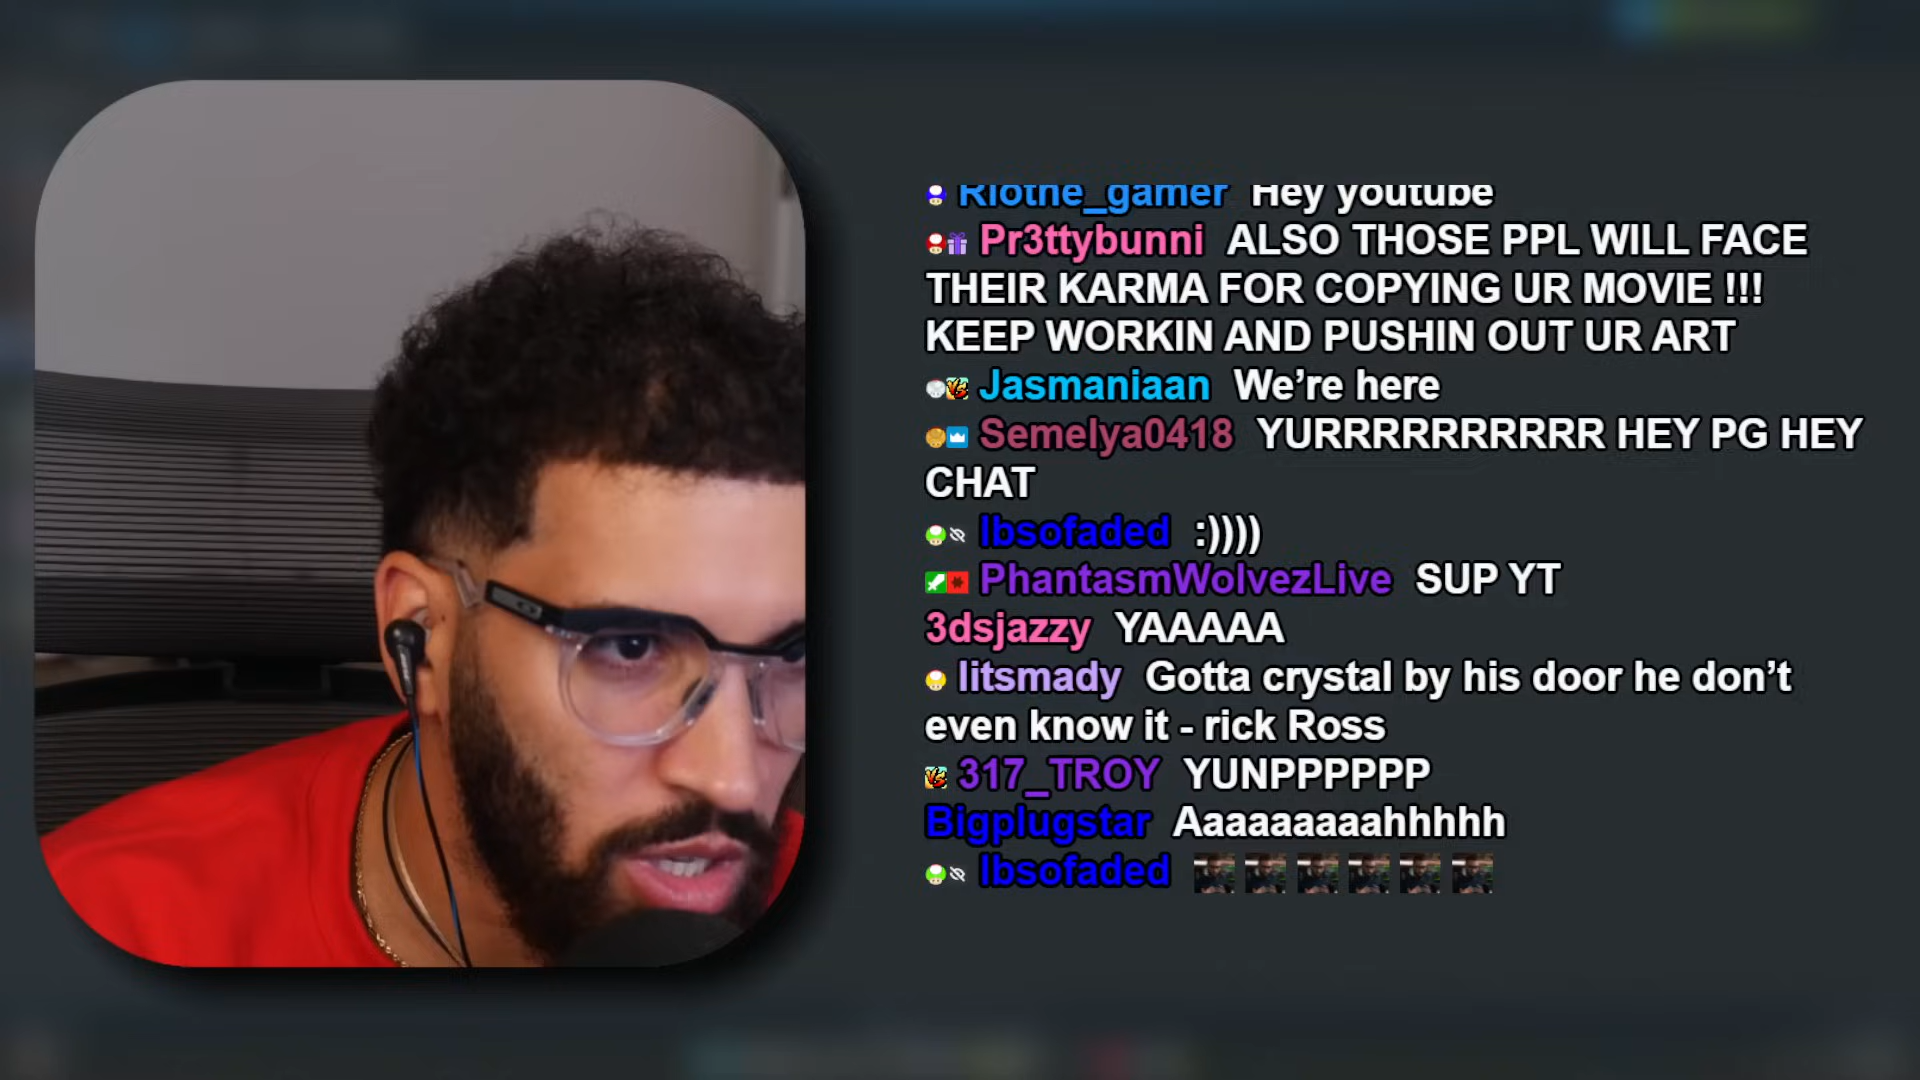 Riothe_gamer Hey youtube
Pr3ttybunni ALSO THOSE PPL WILL FACE
THEIR KARMA FOR COPYING UR MOVIE !!!
KEEP WORKIN AND PUSHIN OUT UR ART
Jasmaniaan We’re here
Semelya0418 YURRRRRRRRRRR HEY PG HEY
CHAT
lbsofaded :))))
PhantasmWolvezLive SUP YT
3dsjazzy YAAAAA
litsmady Gotta crystal by his door he don’t
even know it - rick Ross
317_TROY YUNPPPPPP
Bigplugstar Aaaaaaaaahhhhh
lbsofaded